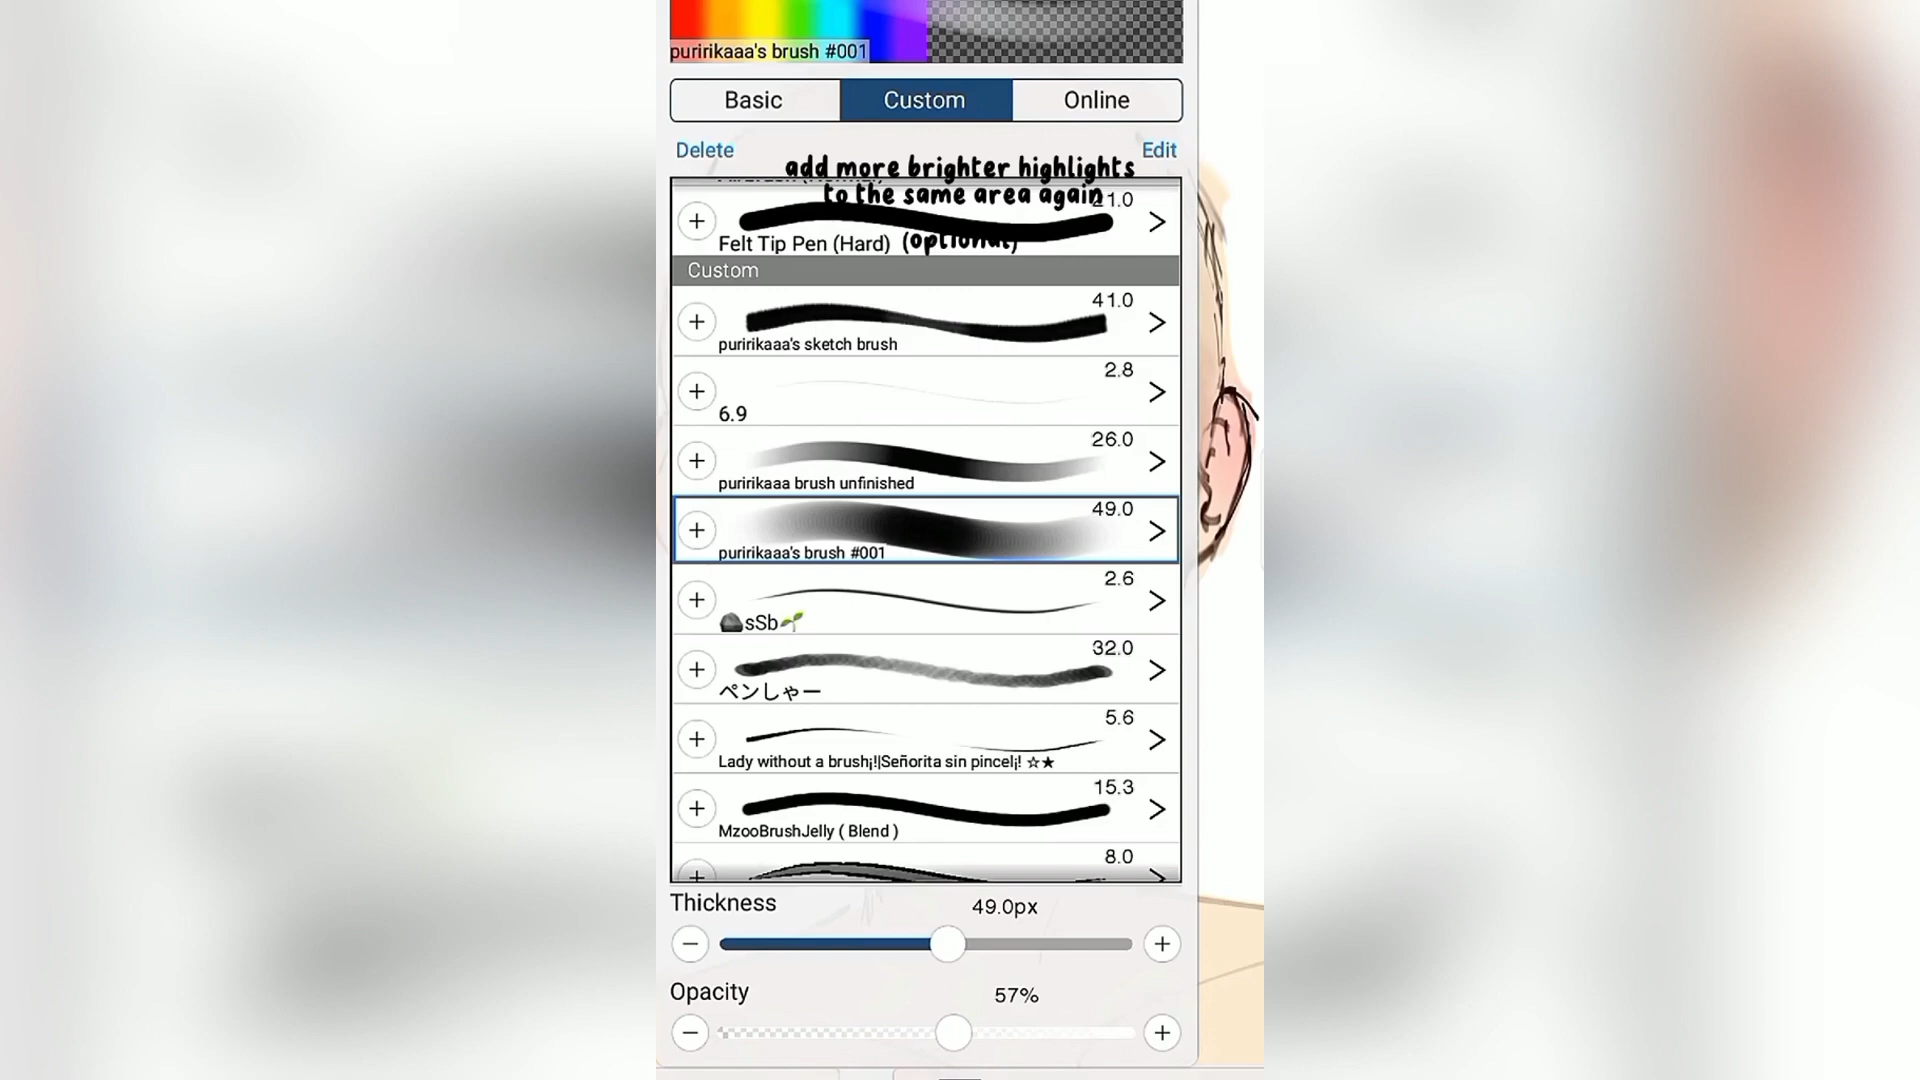 puririkaaa's brush #001
Basic
Custom
Online
Delete
Edit
add more brighter highlights
to the same area again
21.0
Felt Tip Pen (Hard)
(optional)
Custom
41.0
puririkaaa's sketch brush
2.8
6.9
26.0
puririkaaa brush unfinished
49.0
puririkaaa's brush #001
2.6
sSb
32.0
ペンしゃー
5.6
Lady without a brush¡!|Señorita sin pincel¡! ☆★
15.3
MzooBrushJelly ( Blend )
8.0
Thickness
49.0px
Opacity
57%